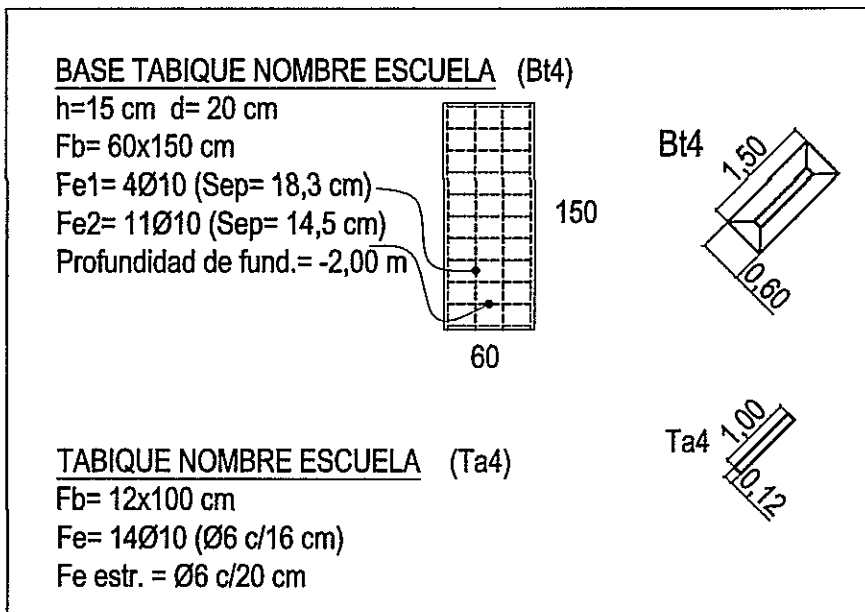 BASE TABIQUE NOMBRE ESCUELA (Bt4)
h=15 cm d= 20 cm
Fb= 60x150 cm
Fe1= 4Ø10 (Sep= 18,3 cm)
Fe2= 11Ø10 (Sep= 14,5 cm)
Profundidad de fund.= -2,00 m
150
60
Bt4
1,50
0,60
TABIQUE NOMBRE ESCUELA (Ta4)
Fb= 12x100 cm
Fe= 14Ø10 (Ø6 c/16 cm)
Fe estr. = Ø6 c/20 cm
Ta4
1,00
0,12